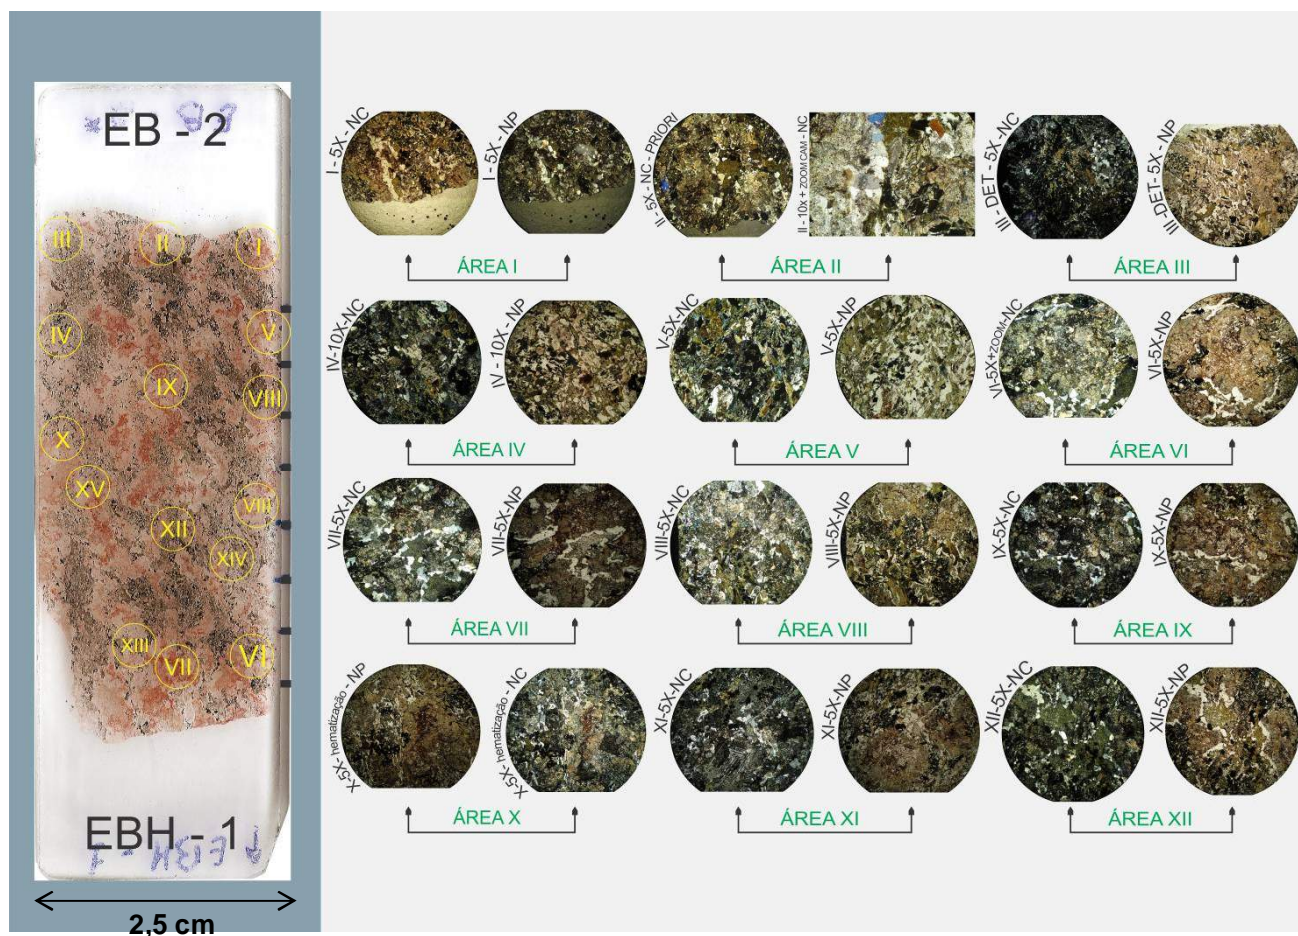 EB - 2
III
II
I
IV
V
IX
VIII
X
XV
VIII
XII
XIV
XIII
VII
VI
EBH - 1
2,5 cm
I - 5X - NC
I - 5X - NP
ÁREA I
II - 5X - NC - PRIORI
II - 10x + ZOOM CAM - NC
ÁREA II
III - DET - 5X - NC
III -DET- 5X - NP
ÁREA III
IV-10X-NC
IV - 10X - NP
ÁREA IV
V-5X-NC
V-5X-NP
ÁREA V
VI-5X+ZOOM-NC
VI-5X-NP
ÁREA VI
VII-5X-NC
VII-5X-NP
ÁREA VII
VIII-5X-NC
VIII-5X-NP
ÁREA VIII
IX-5X-NC
IX-5X-NP
ÁREA IX
X-5X- hematização - NP
X-5X- hematização - NC
ÁREA X
XI-5X-NC
XI-5X-NP
ÁREA XI
XII-5X-NC
XII-5X-NP
ÁREA XII